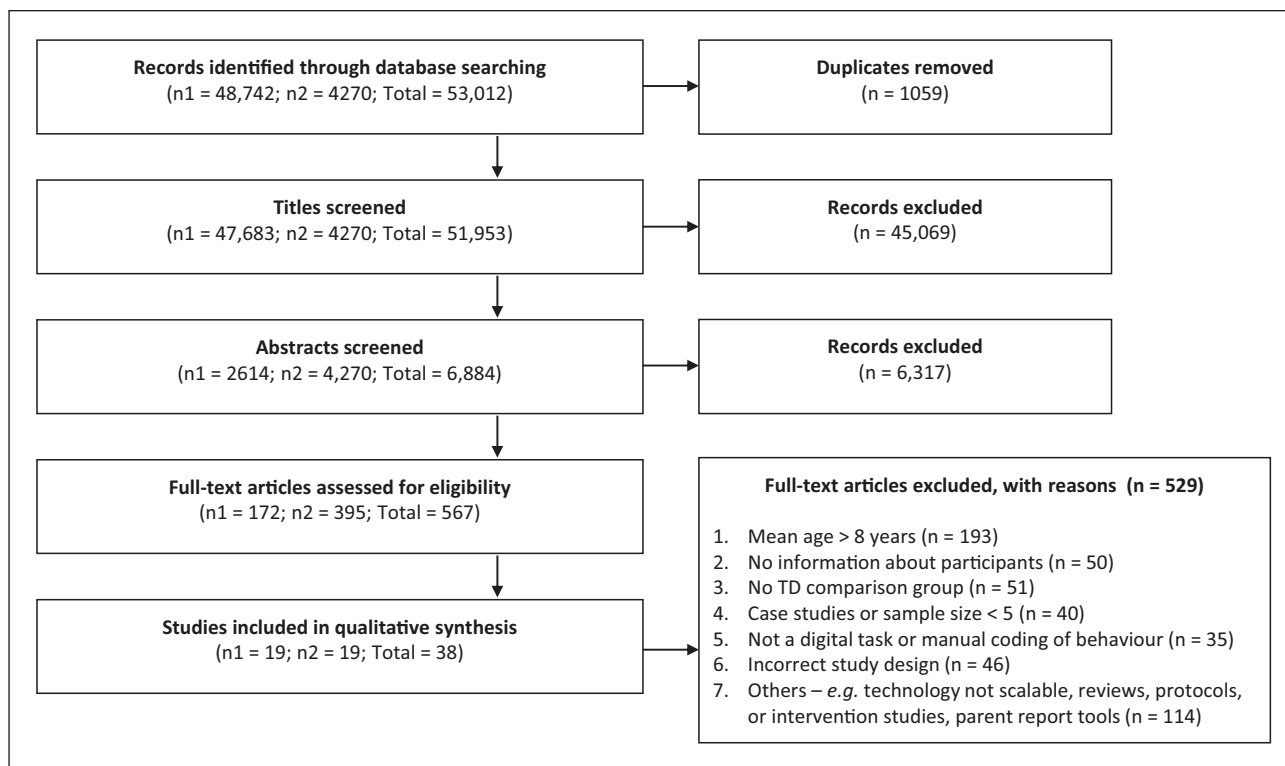 Records identified through database searching
(n1 = 48,742; n2 = 4270; Total = 53,012)
Duplicates removed
(n = 1059)
Titles screened
(n1 = 47,683; n2 = 4270; Total = 51,953)
Records excluded
(n = 45,069)
Abstracts screened
(n1 = 2614; n2 = 4,270; Total = 6,884)
Records excluded
(n = 6,317)
Full-text articles assessed for eligibility
(n1 = 172; n2 = 395; Total = 567)
Full-text articles excluded, with reasons (n = 529)
1. Mean age > 8 years (n = 193)
2. No information about participants (n = 50)
3. No TD comparison group (n = 51)
4. Case studies or sample size < 5 (n = 40)
5. Not a digital task or manual coding of behaviour (n = 35)
6. Incorrect study design (n = 46)
7. Others – e.g. technology not scalable, reviews, protocols,
or intervention studies, parent report tools (n = 114)
Studies included in qualitative synthesis
(n1 = 19; n2 = 19; Total = 38)